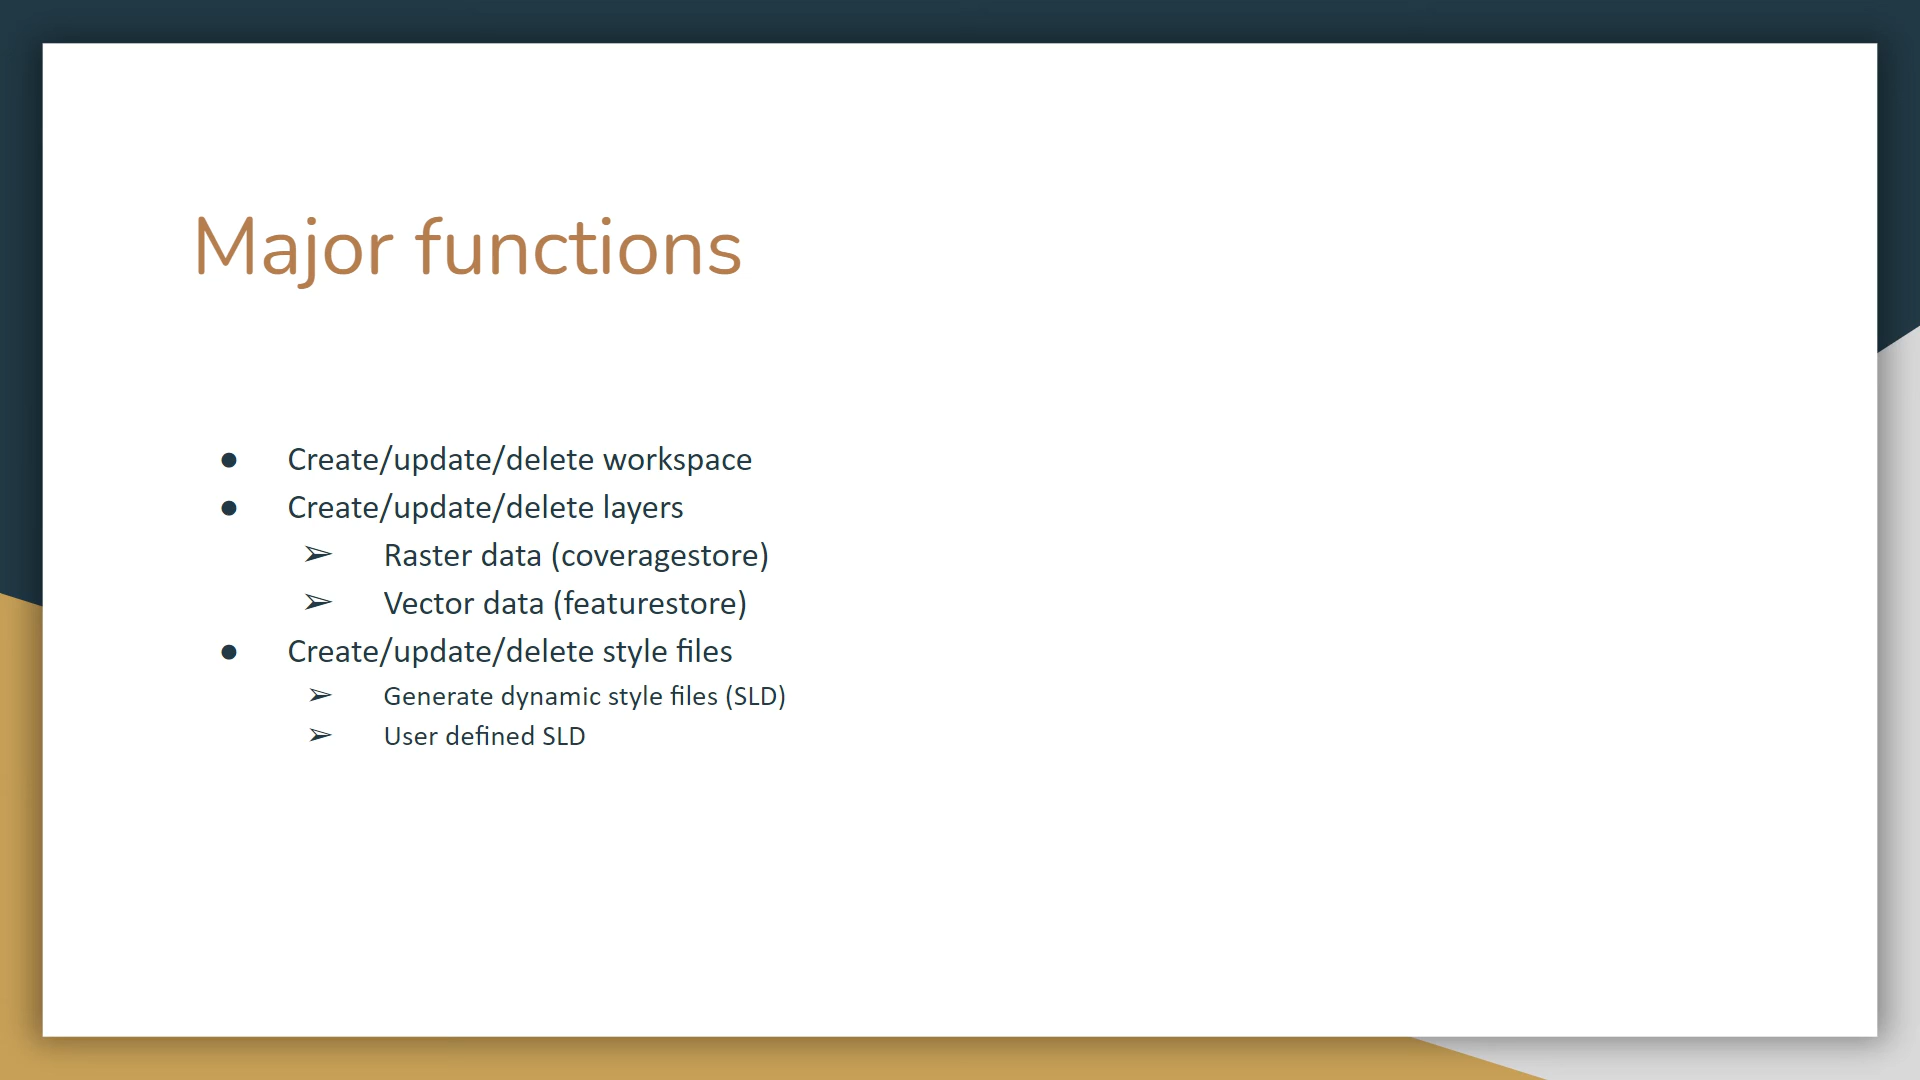 Major functions
● Create/update/delete workspace
● Create/update/delete layers
➢ Raster data (coveragestore)
➢ Vector data (featurestore)
● Create/update/delete style files
➢ Generate dynamic style files (SLD)
➢ User defined SLD